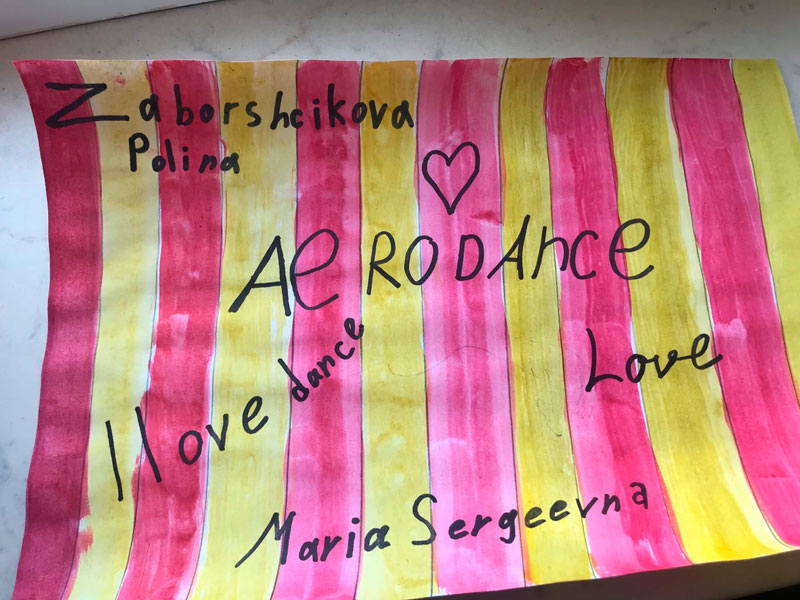 Zaborshcikova
Polina
AeRODAnce
I love dance
Love
Maria Sergeevna